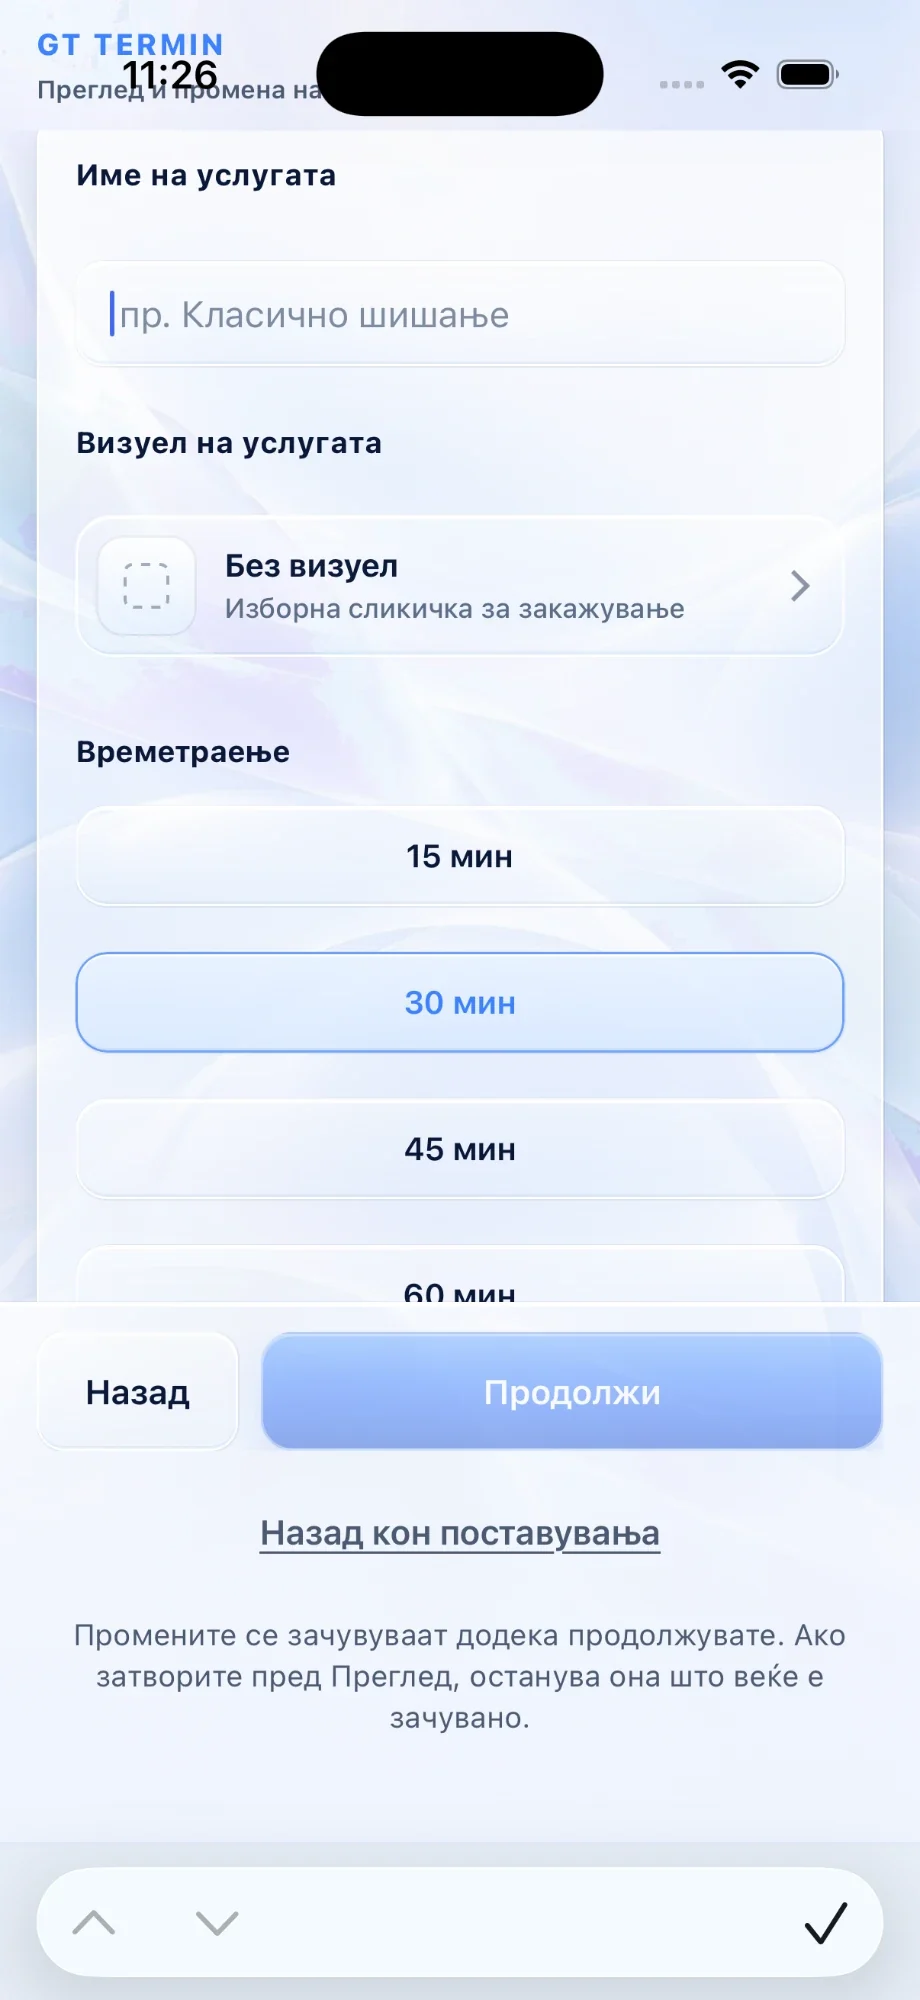 GT TERMIN
11:26
Преглед и промена на
Име на услугата
пр. Класично шишање
Визуел на услугата
Без визуел
Изборна сликичка за закажување
Времетраење
15 мин
30 мин
45 мин
60 мин
Назад
Продолжи
Назад кон поставувања
Промените се зачувуваат додека продолжувате. Ако
затворите пред Преглед, останува она што веќе е
зачувано.